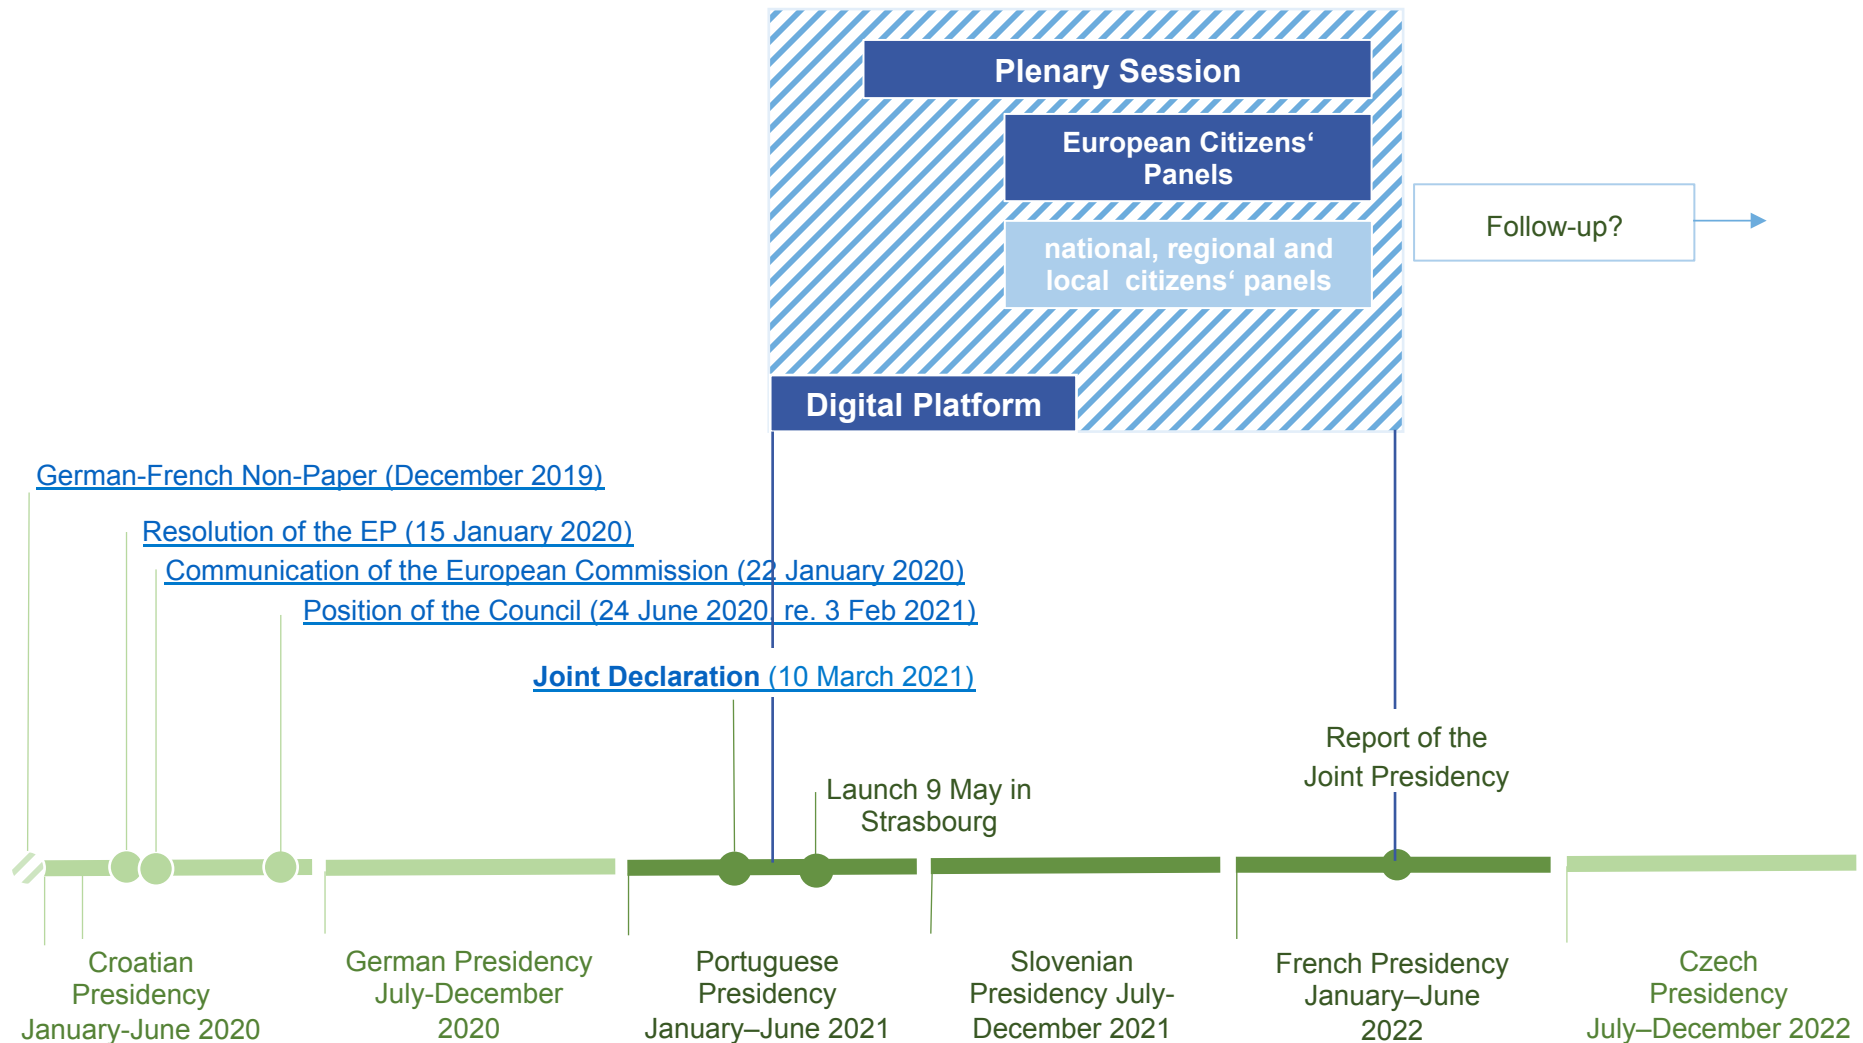 Plenary Session
European Citizens‘
Panels
national, regional and
local  citizens‘ panels
Follow-up?
Digital Platform
German-French Non-Paper (December 2019)
Resolution of the EP (15 January 2020)
Communication of the European Commission (22 January 2020)
Position of the Council (24 June 2020, re. 3 Feb 2021)
Joint Declaration (10 March 2021)
Report of the
Joint Presidency
Launch 9 May in
Strasbourg
Croatian
Presidency
January-June 2020
German Presidency
July-December
2020
Portuguese
Presidency
January–June 2021
Slovenian
Presidency July-
December 2021
French Presidency
January–June
2022
Czech
Presidency
July–December 2022